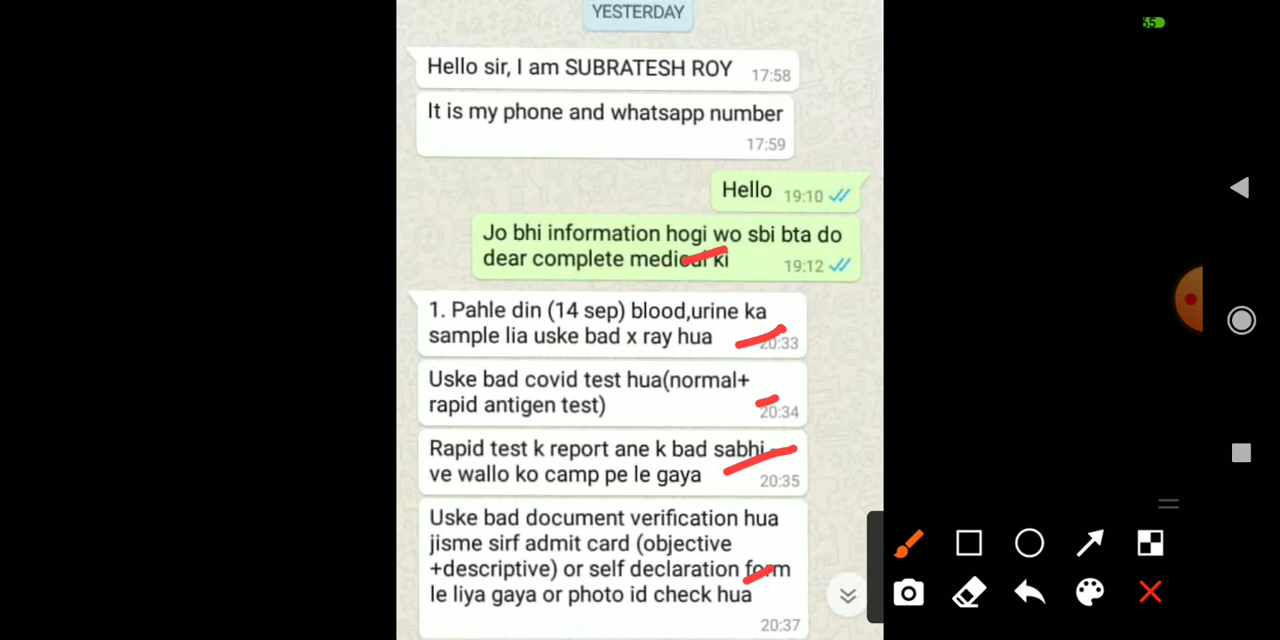 YESTERDAY
Hello sir, I am SUBRATESH ROY 17:58
It is my phone and whatsapp number
17:59
Hello 19:10
Jo bhi information hogi wo sbi bta do
dear complete medical ki 19:12
1. Pahle din (14 sep) blood,urine ka
sample lia uske bad x ray hua 20:33
Uske bad covid test hua(normal+
rapid antigen test) 20:34
Rapid test k report ane k bad sabhi -
ve wallo ko camp pe le gaya 20:35
Uske bad document verification hua
jisme sirf admit card (objective
+descriptive) or self declaration form
le liya gaya or photo id check hua
20:37